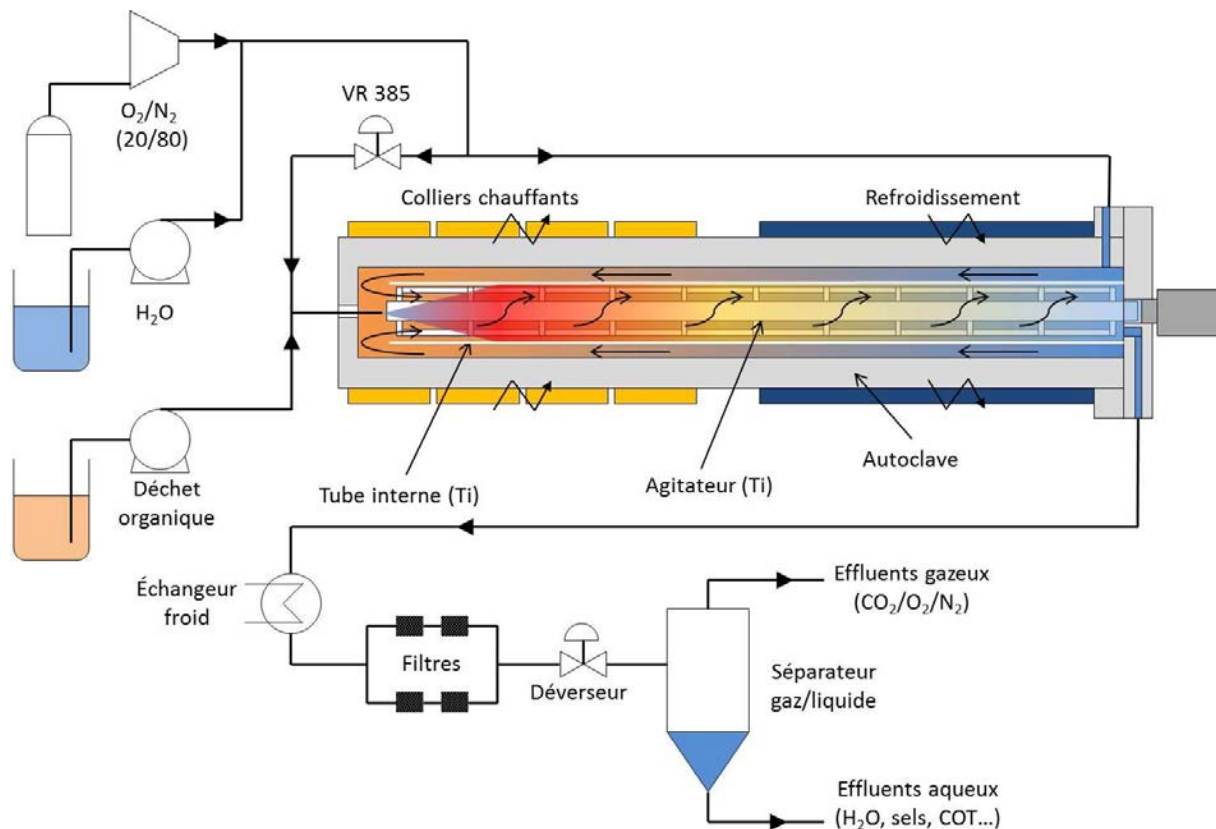 O₂/N₂
(20/80)
VR 385
Colliers chauffants
Refroidissement
H₂O
Tube interne (Ti)
Agitateur (Ti)
Autoclave
Déchet
organique
Échangeur
froid
Filtres
Déverseur
Effluents gazeux
(CO₂/O₂/N₂)
Séparateur
gaz/liquide
Effluents aqueux
(H₂O, sels, COT...)